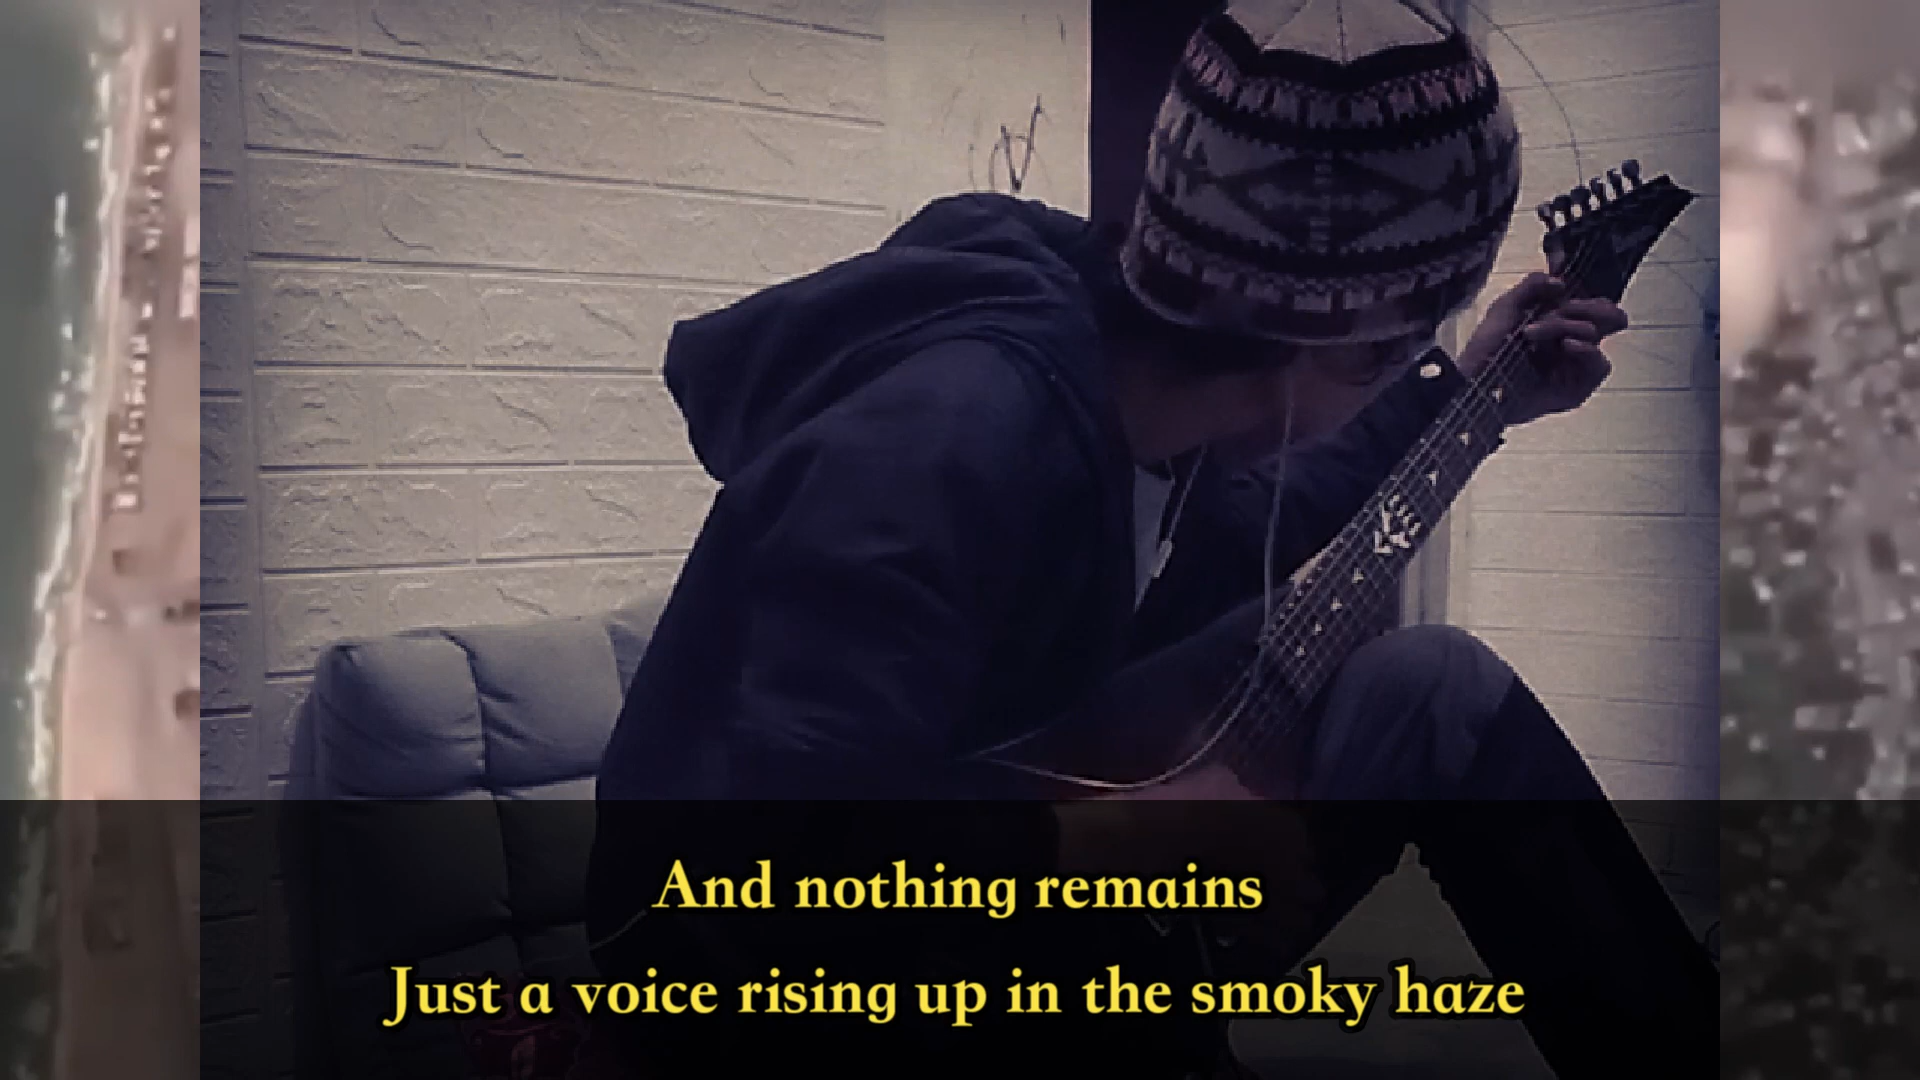 And nothing remains
Just a voice rising up in the smoky haze